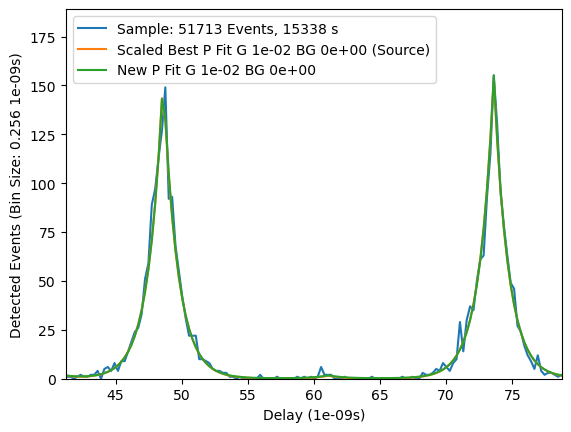 Sample: 51713 Events, 15338 s
Scaled Best P Fit G 1e-02 BG 0e+00 (Source)
New P Fit G 1e-02 BG 0e+00
Detected Events (Bin Size: 0.256 1e-09s)
175
150
125
100
75
50
25
0
45 50 55 60 65 70 75
Delay (1e-09s)